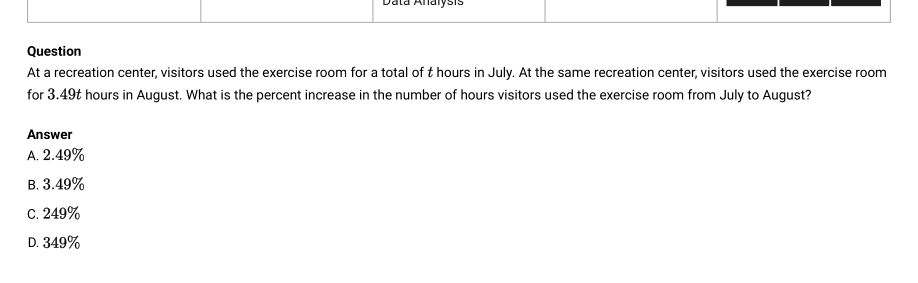 Data Analysis
Question
At a recreation center, visitors used the exercise room for a total of t hours in July. At the same recreation center, visitors used the exercise room
for 3.49t hours in August. What is the percent increase in the number of hours visitors used the exercise room from July to August?
Answer
A. 2.49%
B. 3.49%
C. 249%
D. 349%